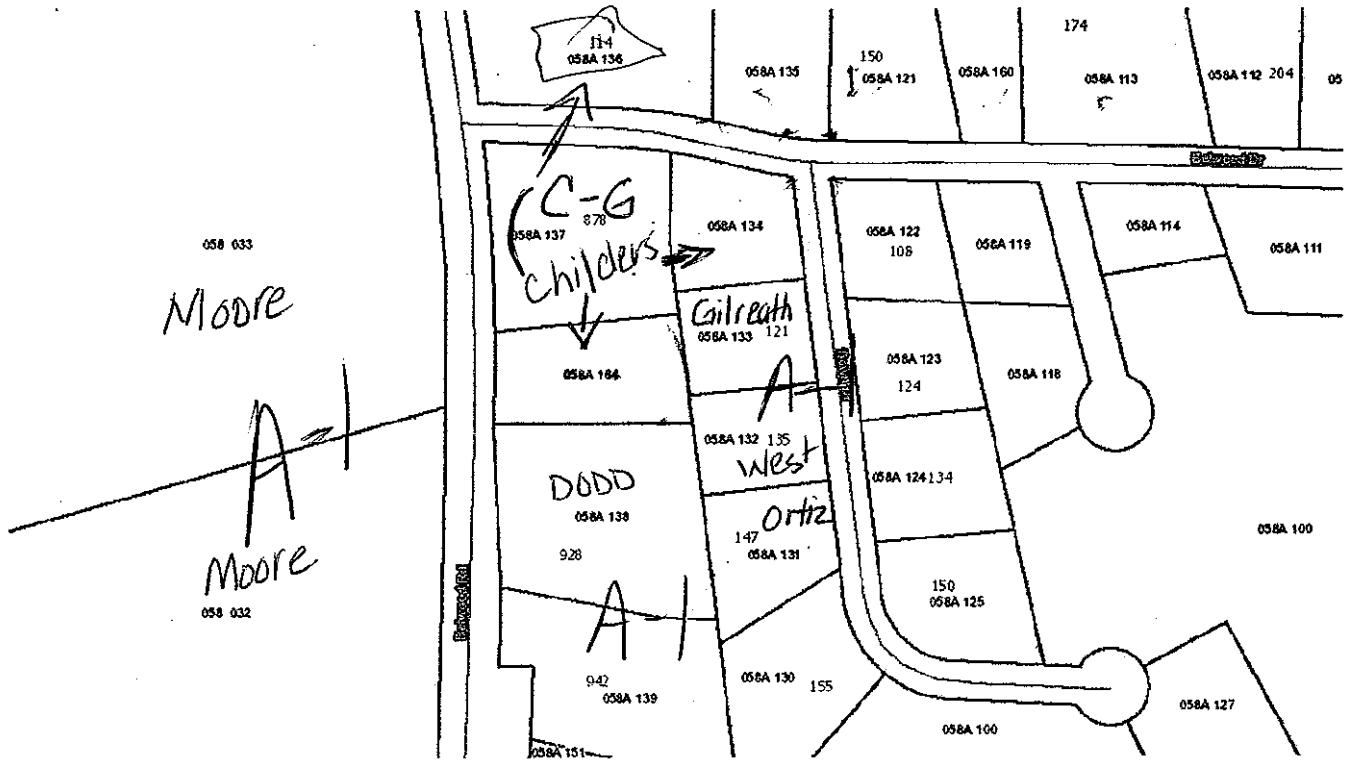 174
114
058A 136
058A 135
150
058A 121
058A 160
058A 113
058A 112 204
05
C-G
878
058A 137
Childers
058A 134
058A 122
108
058A 119
058A 114
058A 111
058 033
Moore
Gilreath
058A 133 121
058A 164
058A 123
124
058A 118
A-1
A-
058A 132 135
West
DODD
058A 138
928
Ortiz
147
058A 131
058A 124 134
058A 100
Moore
058 032
150
058A 125
A-1
942
058A 139
058A 130 155
058A 127
058A 100
058A 151